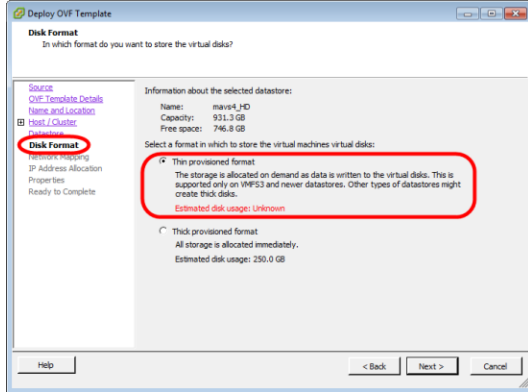 Deploy OVF Template
Disk Format
In which format do you want to store the virtual disks?
Source
OVF Template Details
Name and Location
Host / Cluster
Datastore
Disk Format
Network Mapping
IP Address Allocation
Properties
Ready to Complete
Information about the selected datastore:
Name: mavs4_HD
Capacity: 931.3 GB
Free space: 746.8 GB
Select a format in which to store the virtual machines virtual disks:
Thin provisioned format
The storage is allocated on demand as data is written to the virtual disks. This is
supported only on VMFS3 and newer datastores. Other types of datastores might
create thick disks.
Estimated disk usage: Unknown
Thick provisioned format
All storage is allocated immediately.
Estimated disk usage: 250.0 GB
Help
< Back
Next >
Cancel